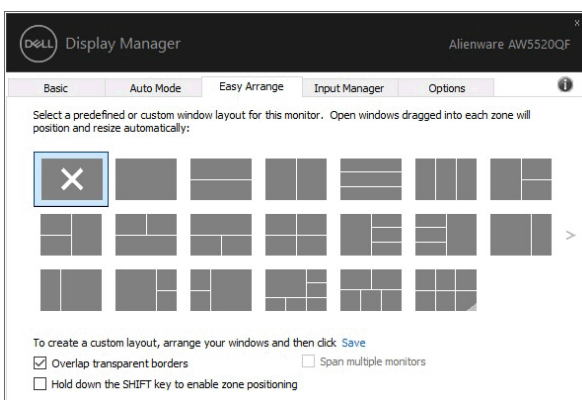 DELL Display Manager Alienware AW5520QF
Basic Auto Mode Easy Arrange Input Manager Options
Select a predefined or custom window layout for this monitor. Open windows dragged into each zone will
position and resize automatically:
To create a custom layout, arrange your windows and then click Save
Overlap transparent borders Span multiple monitors
Hold down the SHIFT key to enable zone positioning